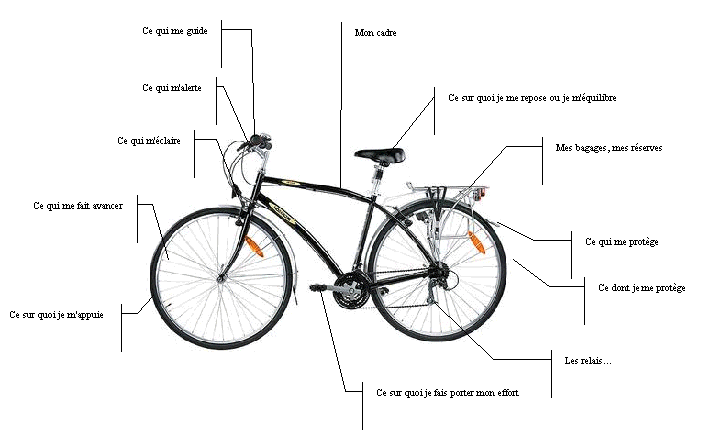 Ce qui me guide
Mon cadre
Ce qui m'alerte
Ce sur quoi je me repose ou je m'équilibre
Ce qui m'éclaire
Mes bagages, mes réserves
Ce qui me fait avancer
Ce qui me protège
Ce dont je me protège
Ce sur quoi je m'appuie
Les relais...
Ce sur quoi je fais porter mon effort